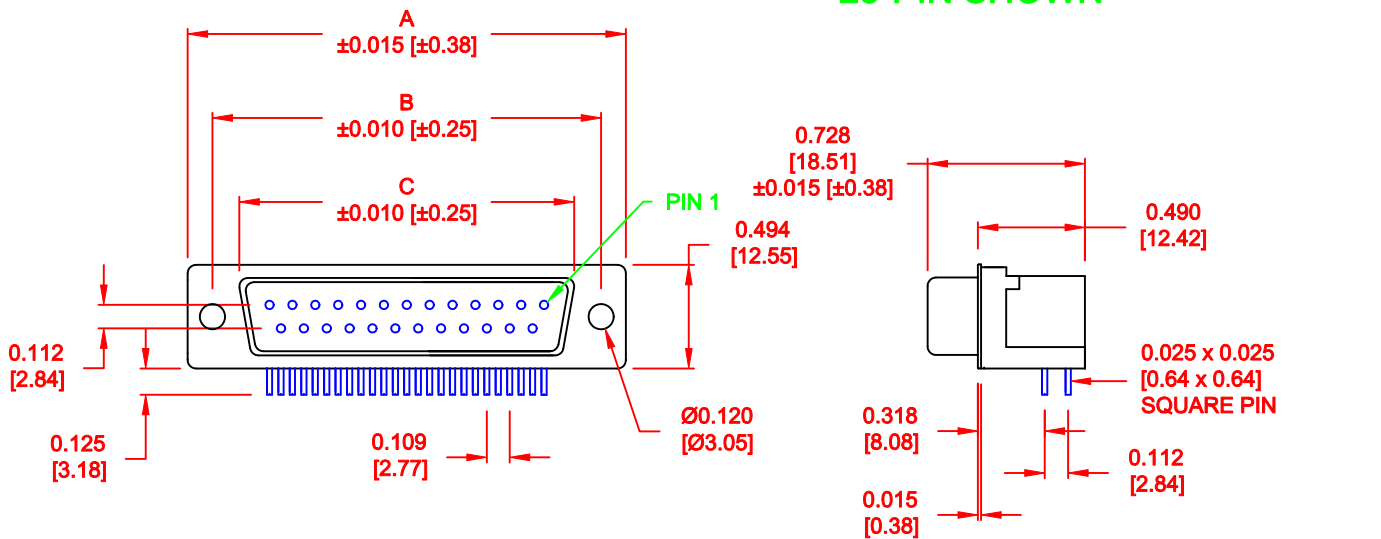 25 PIN SHOWN
A
±0.015 [±0.38]
B
±0.010 [±0.25]
C
±0.010 [±0.25]
PIN 1
0.728
[18.51]
±0.015 [±0.38]
0.494
[12.55]
0.490
[12.42]
0.112
[2.84]
0.125
[3.18]
0.109
[2.77]
Ø0.120
[Ø3.05]
0.025 x 0.025
[0.64 x 0.64]
SQUARE PIN
0.318
[8.08]
0.112
[2.84]
0.015
[0.38]